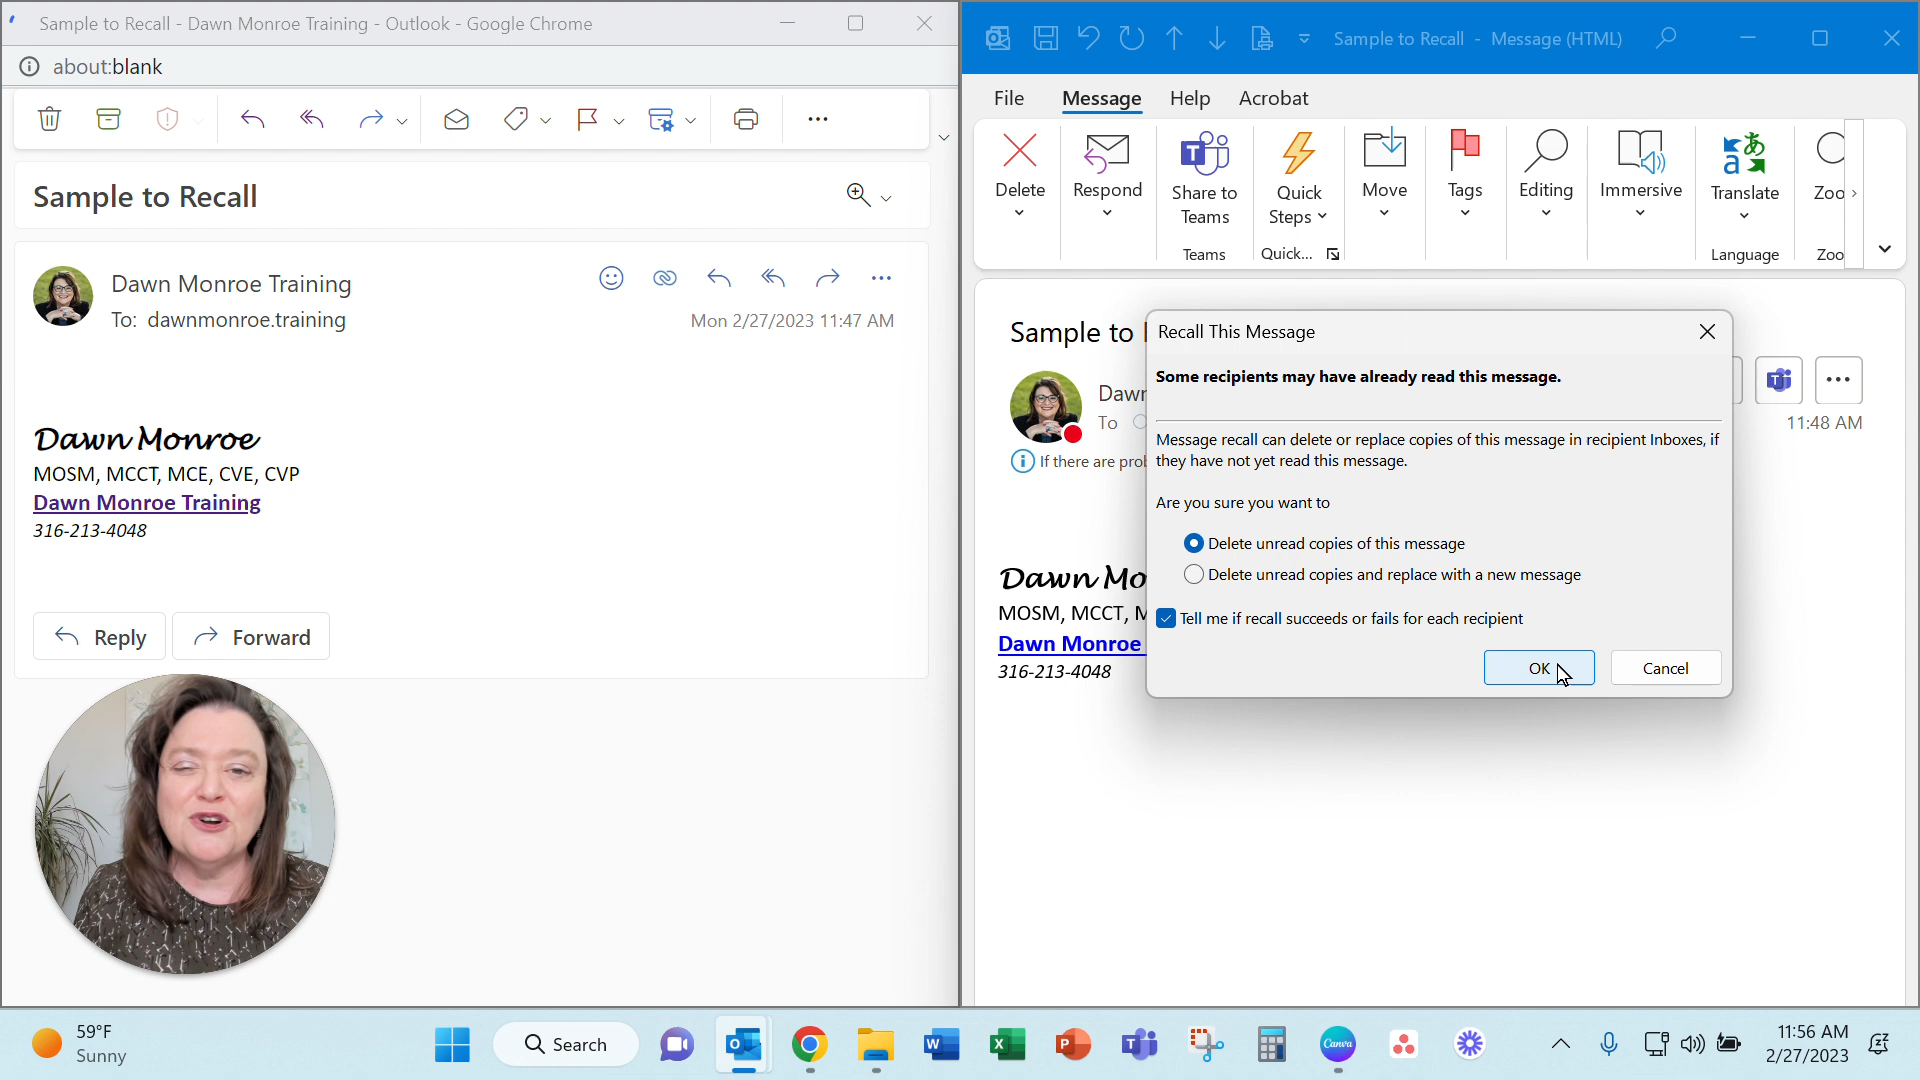 Sample to Recall - Dawn Monroe Training - Outlook - Google Chrome
about:blank
Sample to Recall
Dawn Monroe Training
To: dawnmonroe.training
Mon 2/27/2023 11:47 AM
Dawn Monroe
MOSM, MCCT, MCE, CVE, CVP
Dawn Monroe Training
316-213-4048
Reply
Forward
Sample to Recall - Message (HTML)
File Message Help Acrobat
Delete
Respond
Share to
Teams
Teams
Quick
Steps
Quick...
Move
Tags
Editing
Immersive
Translate
Language
Zoo
Zoo
Sample to
Dawn
To
11:48 AM
If there are prob
Dawn Mo
MOSM, MCCT, M
Dawn Monroe
316-213-4048
Recall This Message
Some recipients may have already read this message.
Message recall can delete or replace copies of this message in recipient Inboxes, if
they have not yet read this message.
Are you sure you want to
Delete unread copies of this message
Delete unread copies and replace with a new message
Tell me if recall succeeds or fails for each recipient
OK
Cancel
59°F
Sunny
Search
Canva
11:56 AM
2/27/2023